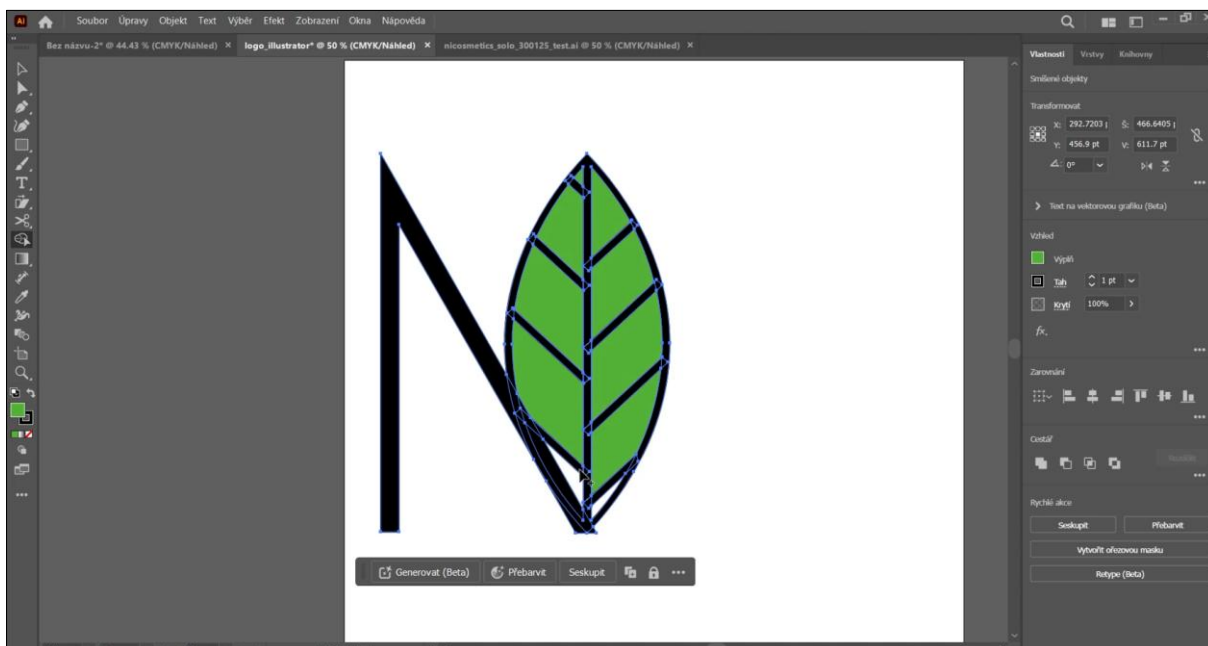 Ai Soubor Úpravy Objekt Text Výběr Efekt Zobrazení Okna Nápověda
Bez názvu-2* @ 44.43 % (CMYK/Náhled) × logo_illustrator* @ 50 % (CMYK/Náhled) × nicosmetics_solo_300125_test.ai @ 50 % (CMYK/Náhled) ×
Vlastnosti Vrstvy Knihovny
Smíšené objekty
Transformovat
X: 292.7203 Š: 466.6405
Y: 456.9 pt V: 611.7 pt
0°
Text na vektorovou grafiku (Beta)
Vzhled
Výplň
Tah 1 pt
Krytí 100%
fx.
Zarovnání
Cestář
Rychlé akce
Seskupit Přebarvit
Vytvořit ořezovou masku
Retype (Beta)
Generovat (Beta) Přebarvit Seskupit